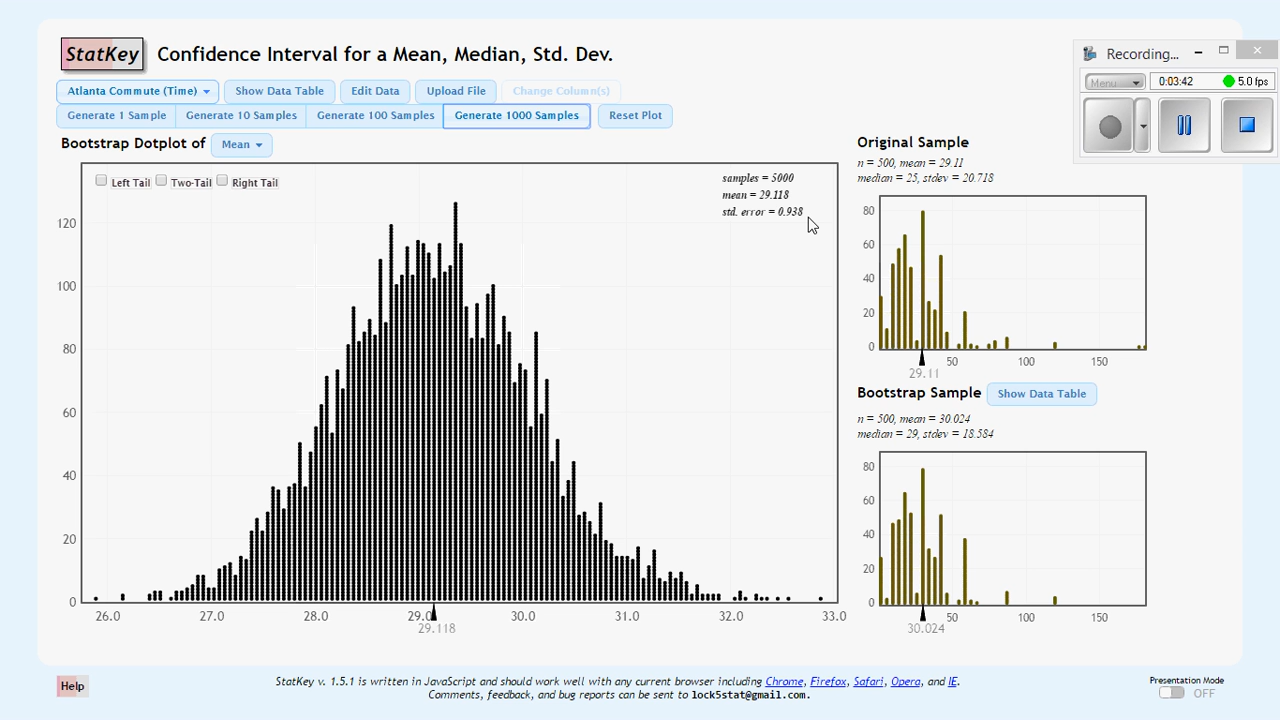 StatKey Confidence Interval for a Mean, Median, Std. Dev.
Recording...
Menu 0:03:42 5.0 fps
Atlanta Commute (Time) Show Data Table Edit Data Upload File Change Column(s)
Generate 1 Sample Generate 10 Samples Generate 100 Samples Generate 1000 Samples Reset Plot
Bootstrap Dotplot of Mean
Left Tail Two-Tail Right Tail
samples = 5000
mean = 29.118
std. error = 0.938
120
100
80
60
40
20
0
26.0 27.0 28.0 29.0 30.0 31.0 32.0 33.0
29.118
Original Sample
n = 500, mean = 29.11
median = 25, stdev = 20.718
80
60
40
20
0
50 100 150
29.11
Bootstrap Sample Show Data Table
n = 500, mean = 30.024
median = 29, stdev = 18.584
80
60
40
20
0
50 100 150
30.024
Help
StatKey v. 1.5.1 is written in JavaScript and should work well with any current browser including Chrome, Firefox, Safari, Opera, and IE.
Comments, feedback, and bug reports can be sent to lock5stat@gmail.com.
Presentation Mode
OFF